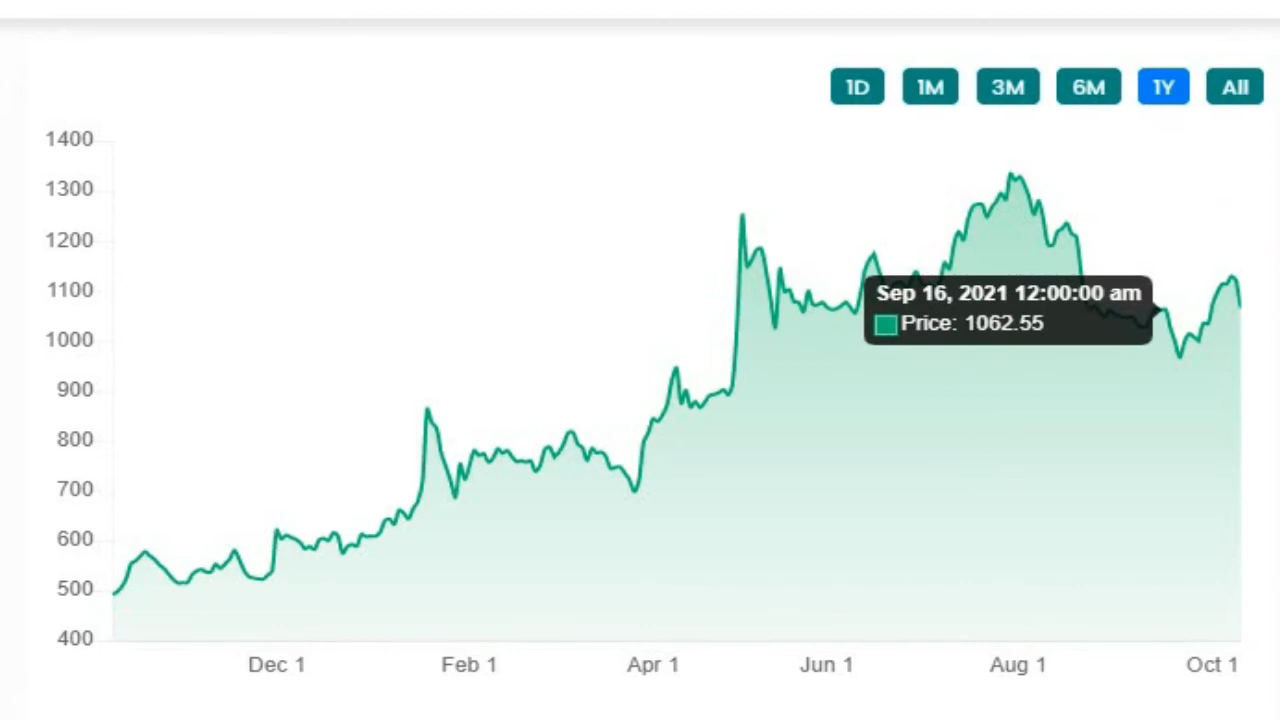 1D 1M 3M 6M 1Y All
1400
1300
1200
1100
1000
900
800
700
600
500
400
Sep 16, 2021 12:00:00 am
Price: 1062.55
Dec 1 Feb 1 Apr 1 Jun 1 Aug 1 Oct 1